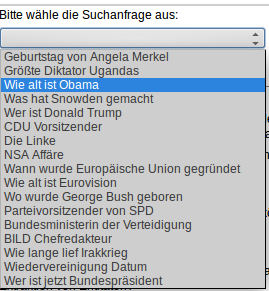 Bitte wähle die Suchanfrage aus:
Geburtstag von Angela Merkel
Größte Diktator Ugandas
Wie alt ist Obama
Was hat Snowden gemacht
Wer ist Donald Trump
CDU Vorsitzender
Die Linke
NSA Affäre
Wann wurde Europäische Union gegründet
Wie alt ist Eurovision
Wo wurde George Bush geboren
Parteivorsitzender von SPD
Bundesministerin der Verteidigung
BILD Chefredakteur
Wie lange lief Irakkrieg
Wiedervereinigung Datum
Wer ist jetzt Bundespräsident